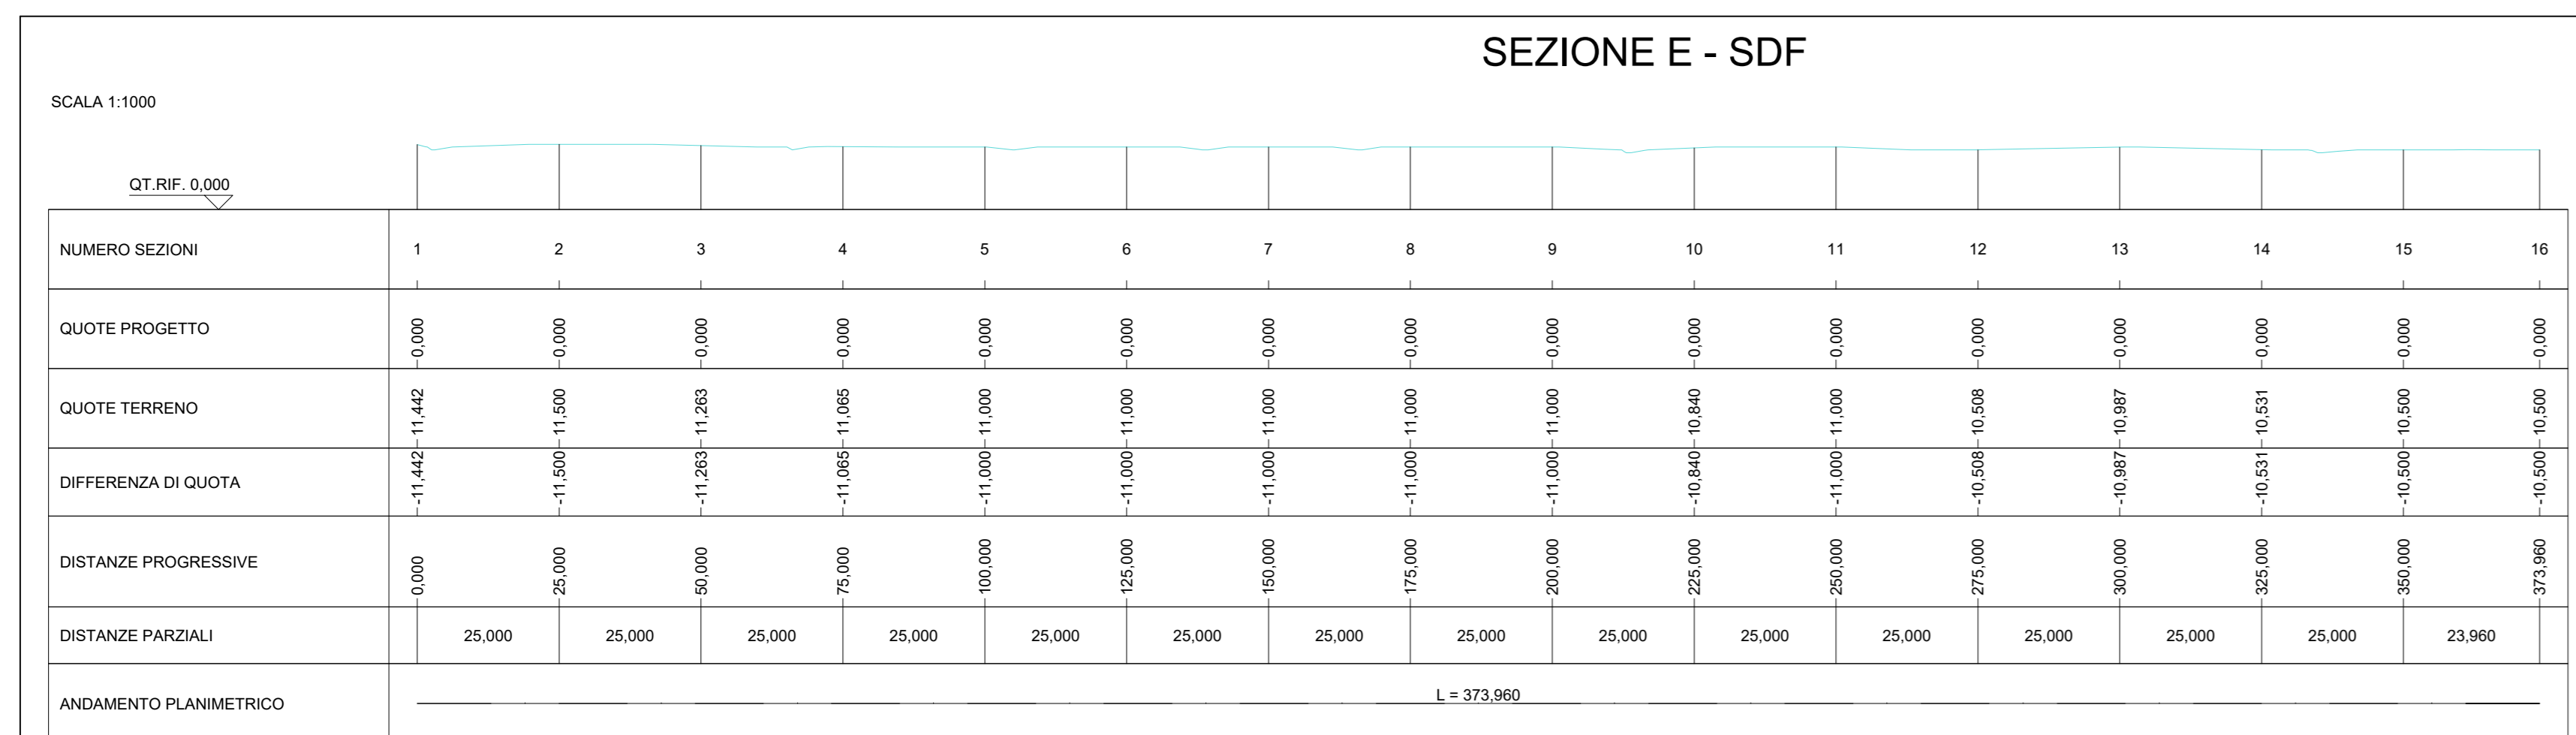 SEZIONE E - SDF
SCALA 1:1000
QT.RIF. 0,000
NUMERO SEZIONI 1 2 3 4 5 6 7 8 9 10 11 12 13 14 15 16
QUOTE PROGETTO 0,000 0,000 0,000 0,000 0,000 0,000 0,000 0,000 0,000 0,000 0,000 0,000 0,000 0,000 0,000 0,000
QUOTE TERRENO 11,442 11,500 11,263 11,065 11,000 11,000 11,000 11,000 11,000 10,840 11,000 10,508 10,987 10,531 10,500 10,500
DIFFERENZA DI QUOTA -11,442 -11,500 -11,263 -11,065 -11,000 -11,000 -11,000 -11,000 -11,000 -10,840 -11,000 -10,508 -10,987 -10,531 -10,500 -10,500
DISTANZE PROGRESSIVE 0,000 25,000 50,000 75,000 100,000 125,000 150,000 175,000 200,000 225,000 250,000 275,000 300,000 325,000 350,000 373,960
DISTANZE PARZIALI 25,000 25,000 25,000 25,000 25,000 25,000 25,000 25,000 25,000 25,000 25,000 25,000 25,000 25,000 23,960
ANDAMENTO PLANIMETRICO L = 373,960